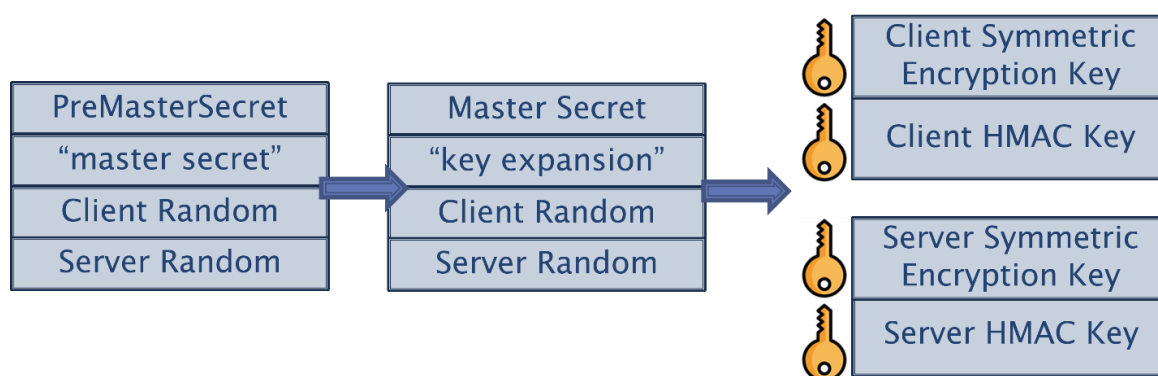 PreMasterSecret
“master secret”
Client Random
Server Random
Master Secret
“key expansion”
Client Random
Server Random
Client Symmetric
Encryption Key
Client HMAC Key
Server Symmetric
Encryption Key
Server HMAC Key